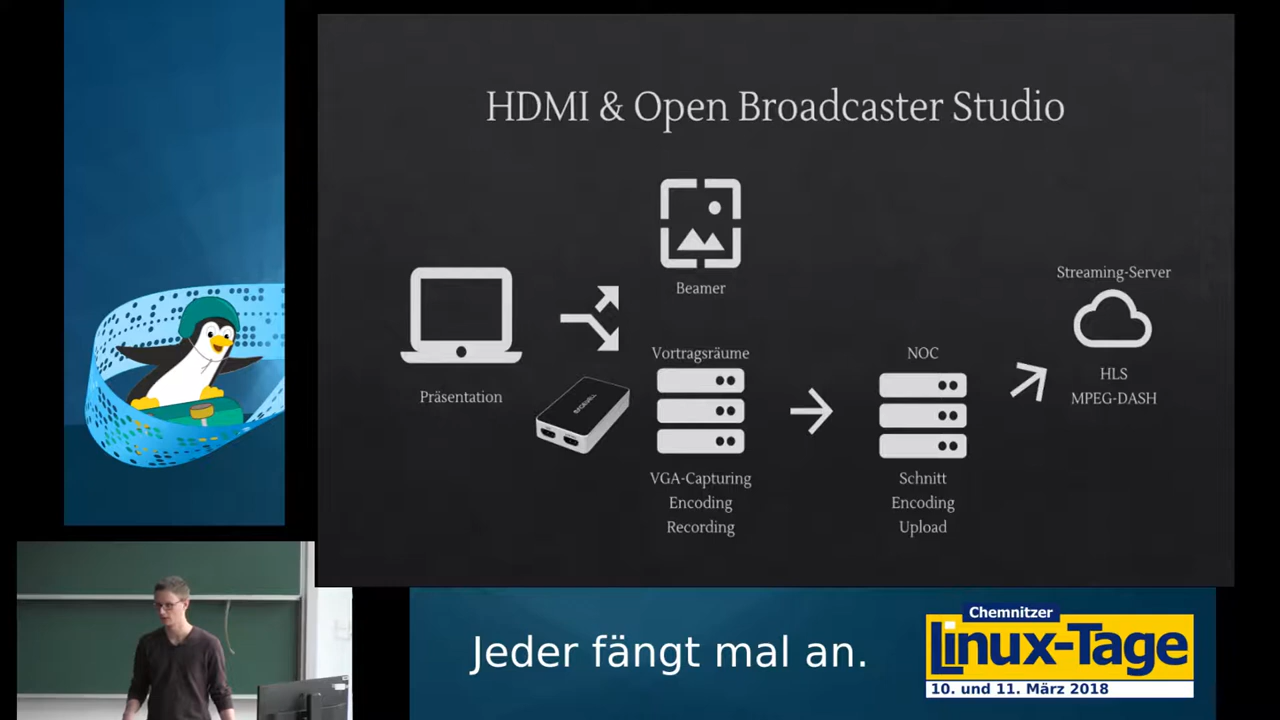 HDMI & Open Broadcaster Studio
Beamer
Präsentation
Vortragsräume
VGA-Capturing
Encoding
Recording
NOC
Schnitt
Encoding
Upload
Streaming-Server
HLS
MPEG-DASH
Jeder fängt mal an.
Chemnitzer
Linux-Tage
10. und 11. März 2018